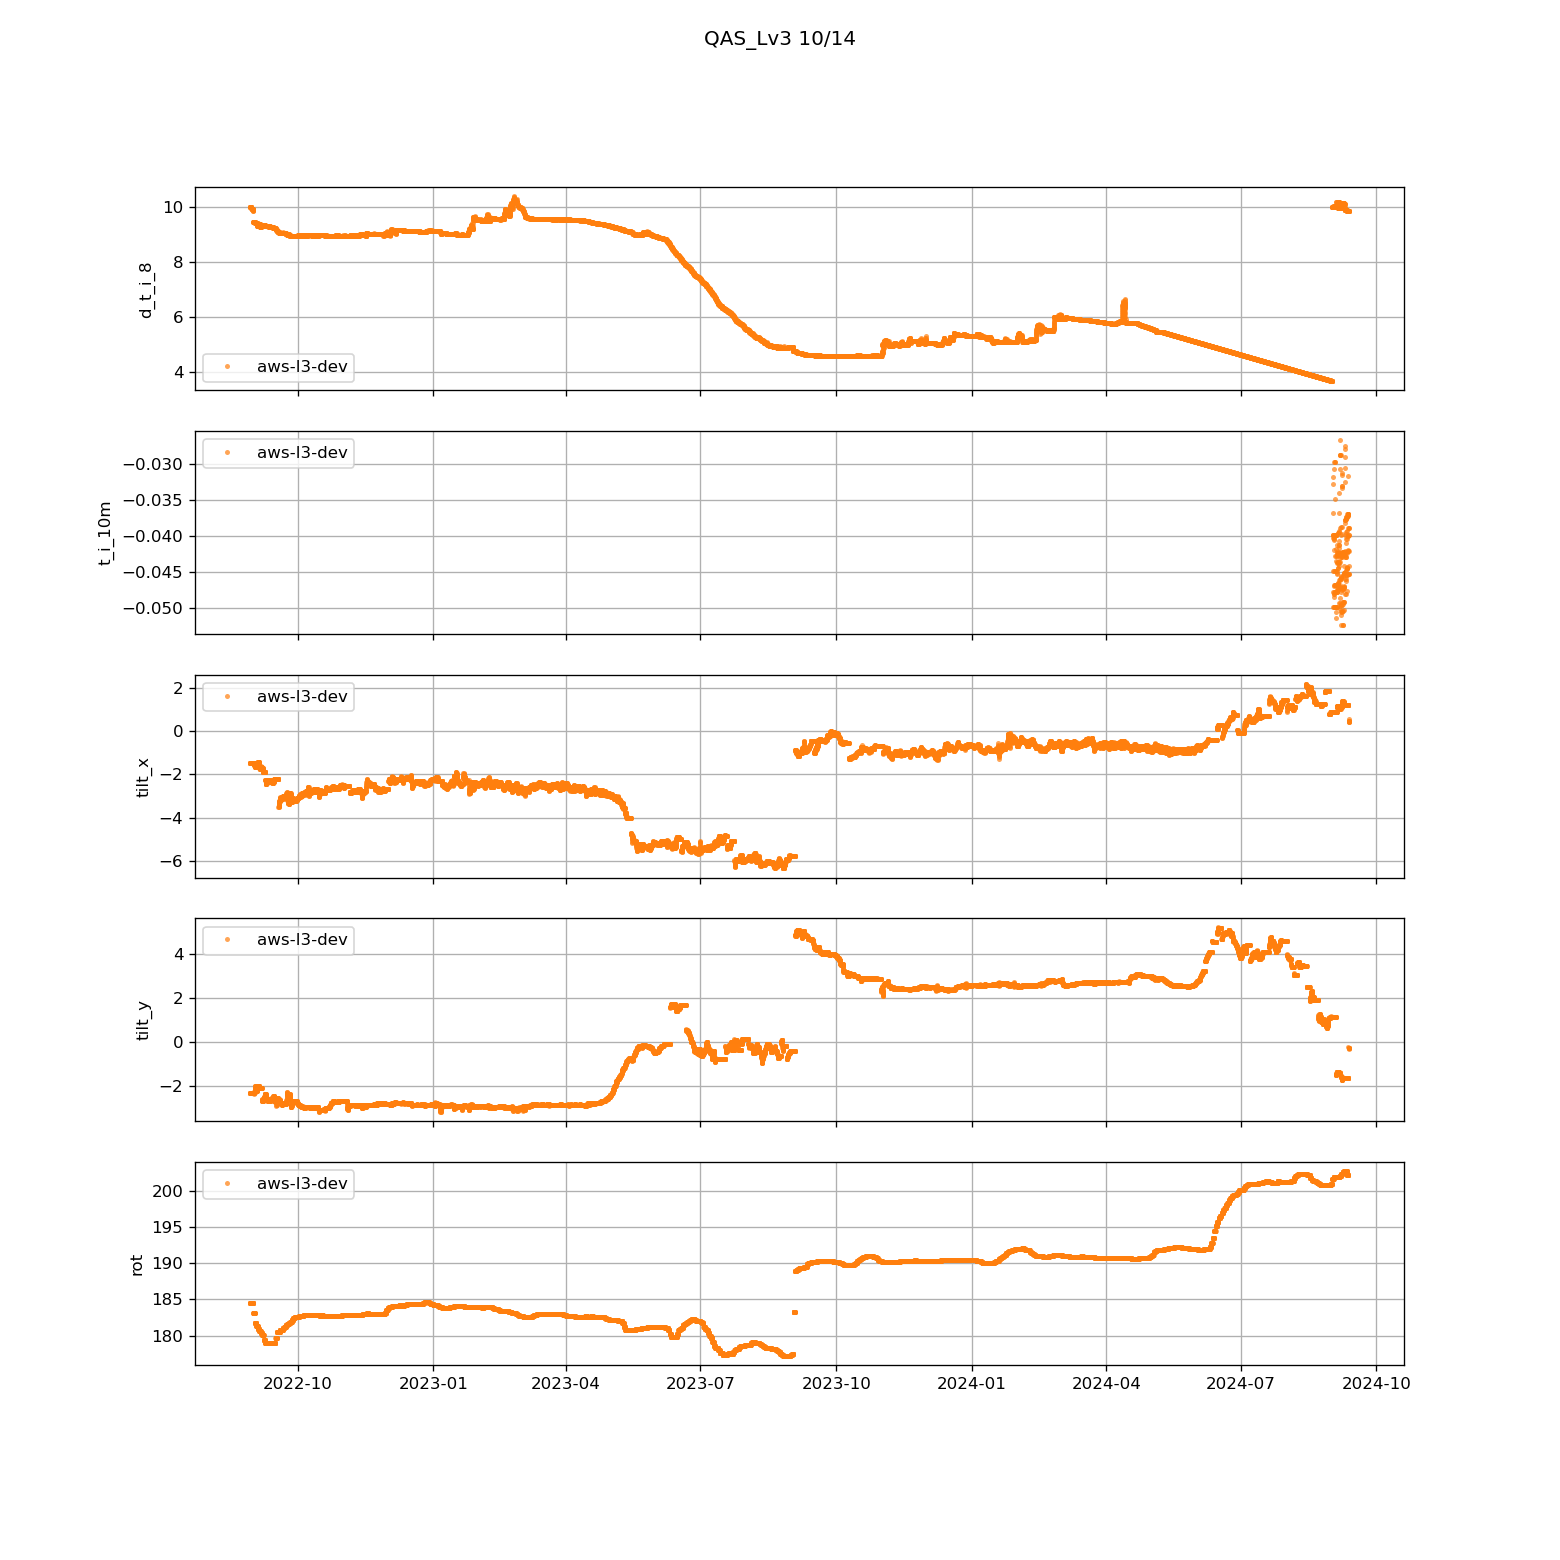 QAS_Lv3 10/14
10
8
6
4
d_t_i_8
aws-l3-dev
−0.030
−0.035
−0.040
−0.045
−0.050
t_i_10m
aws-l3-dev
2
0
−2
−4
−6
tilt_x
aws-l3-dev
4
2
0
−2
tilt_y
aws-l3-dev
200
195
190
185
180
rot
aws-l3-dev
2022-10 2023-01 2023-04 2023-07 2023-10 2024-01 2024-04 2024-07 2024-10